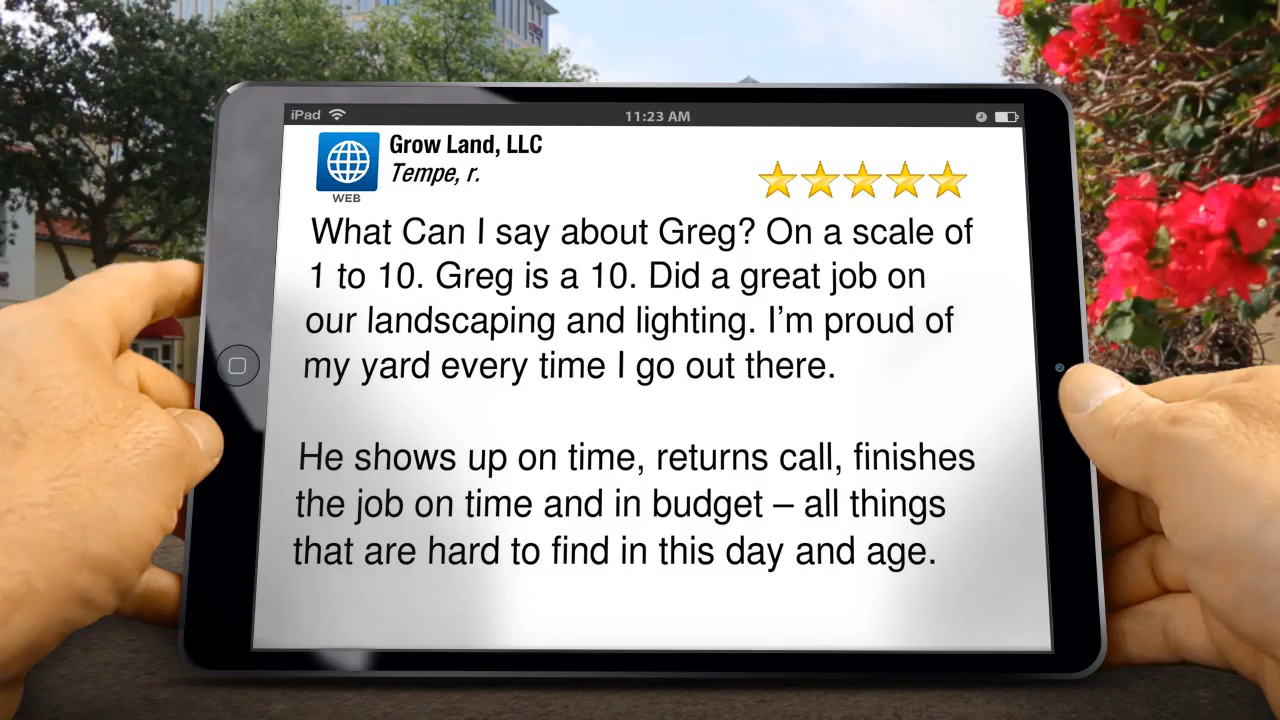 iPad 11:23 AM
Grow Land, LLC
Tempe, r.
WEB
What Can I say about Greg? On a scale of
1 to 10. Greg is a 10. Did a great job on
our landscaping and lighting. I’m proud of
my yard every time I go out there.
He shows up on time, returns call, finishes
the job on time and in budget – all things
that are hard to find in this day and age.